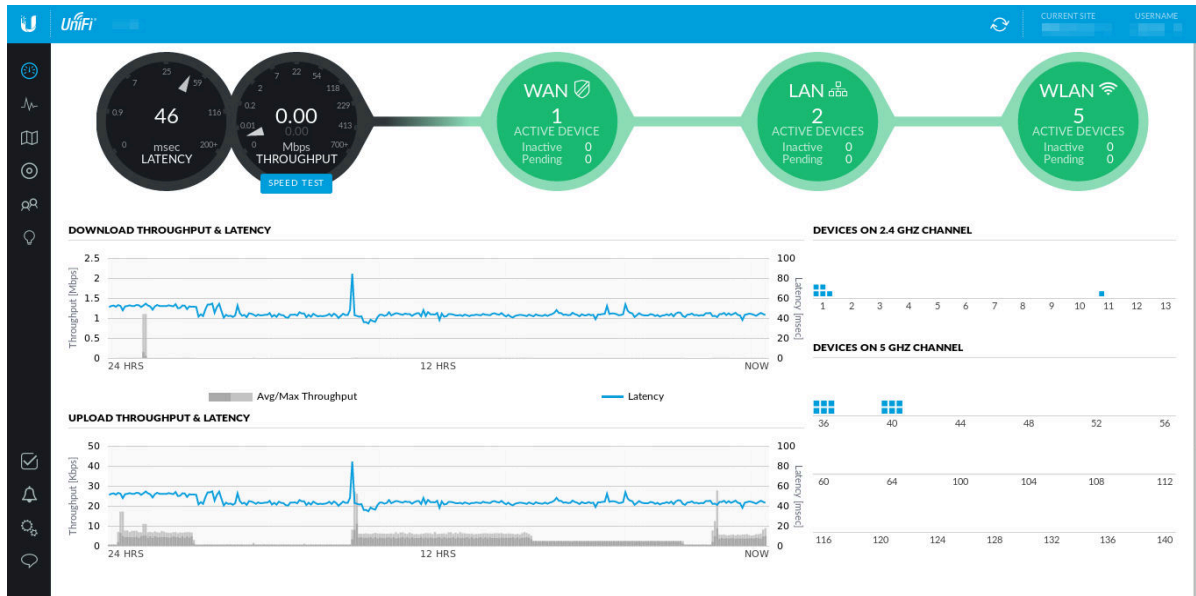 UniFi
CURRENT SITE
USERNAME
0 0.9 7 25 59 116 200+
46
msec
LATENCY
0 0.01 0.2 2 7 22 54 118 229 413 700+
0.00
0.00
Mbps
THROUGHPUT
SPEED TEST
WAN
1
ACTIVE DEVICE
Inactive 0
Pending 0
LAN
2
ACTIVE DEVICES
Inactive 0
Pending 0
WLAN
5
ACTIVE DEVICES
Inactive 0
Pending 0
DOWNLOAD THROUGHPUT & LATENCY
Throughput [Mbps]
2.5
2
1.5
1
0.5
0
100
80
60
40
20
0
Latency [msec]
24 HRS 12 HRS NOW
Avg/Max Throughput Latency
UPLOAD THROUGHPUT & LATENCY
Throughput [Kbps]
50
40
30
20
10
0
100
80
60
40
20
0
Latency [msec]
24 HRS 12 HRS NOW
DEVICES ON 2.4 GHZ CHANNEL
1 2 3 4 5 6 7 8 9 10 11 12 13
DEVICES ON 5 GHZ CHANNEL
36 40 44 48 52 56
60 64 100 104 108 112
116 120 124 128 132 136 140